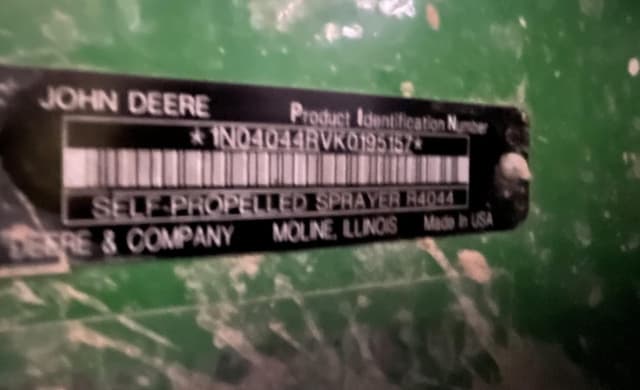 JOHN DEERE
Product Identification Number
*1N04044RVK0195157*
SELF-PROPELLED SPRAYER R4044
DEERE & COMPANY MOLINE, ILLINOIS Made in USA